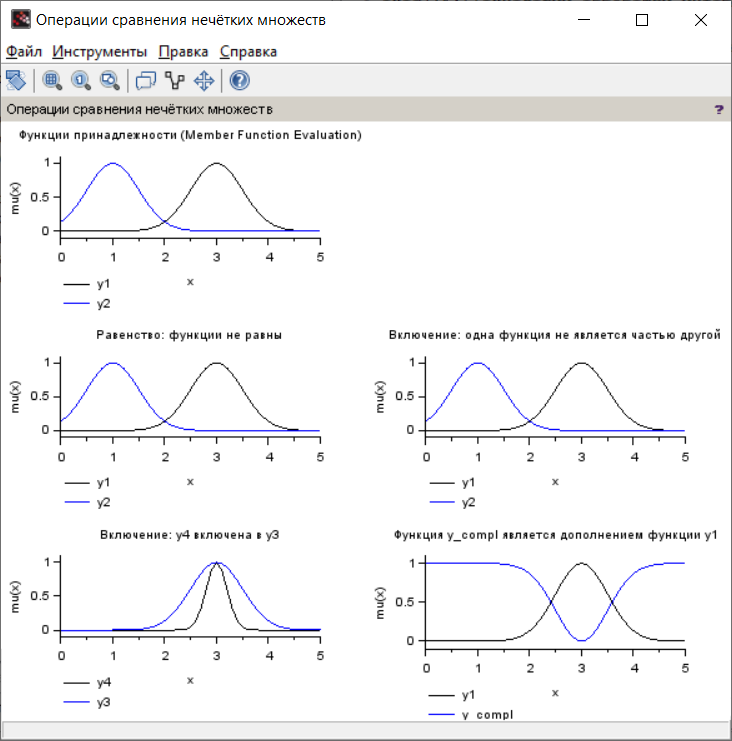 Операции сравнения нечётких множеств
Файл Инструменты Правка Справка
Операции сравнения нечётких множеств ?
Функции принадлежности (Member Function Evaluation)
mu(x)
1
0.5
0
0 1 2 3 4 5
x
y1
y2
Равенство: функции не равны
mu(x)
1
0.5
0
0 1 2 3 4 5
x
y1
y2
Включение: одна функция не является частью другой
mu(x)
1
0.5
0
0 1 2 3 4 5
x
y1
y2
Включение: y4 включена в y3
mu(x)
1
0.5
0
0 1 2 3 4 5
x
y4
y3
Функция y_compl является дополнением функции y1
mu(x)
1
0.5
0
0 1 2 3 4 5
x
y1
y_compl